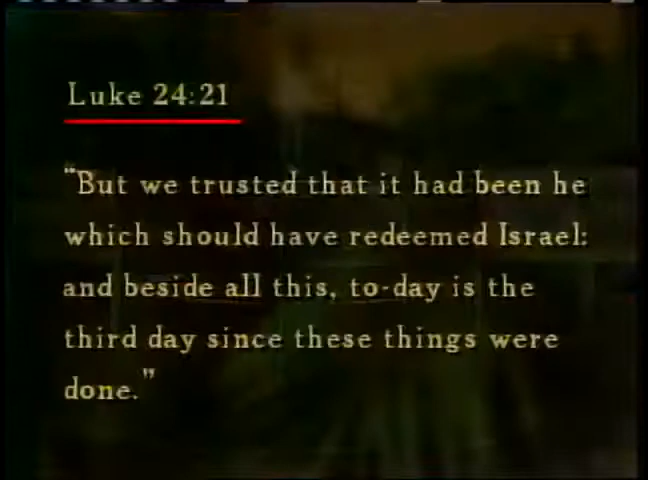 Luke 24:21
"But we trusted that it had been he
which should have redeemed Israel:
and beside all this, to-day is the
third day since these things were
done."